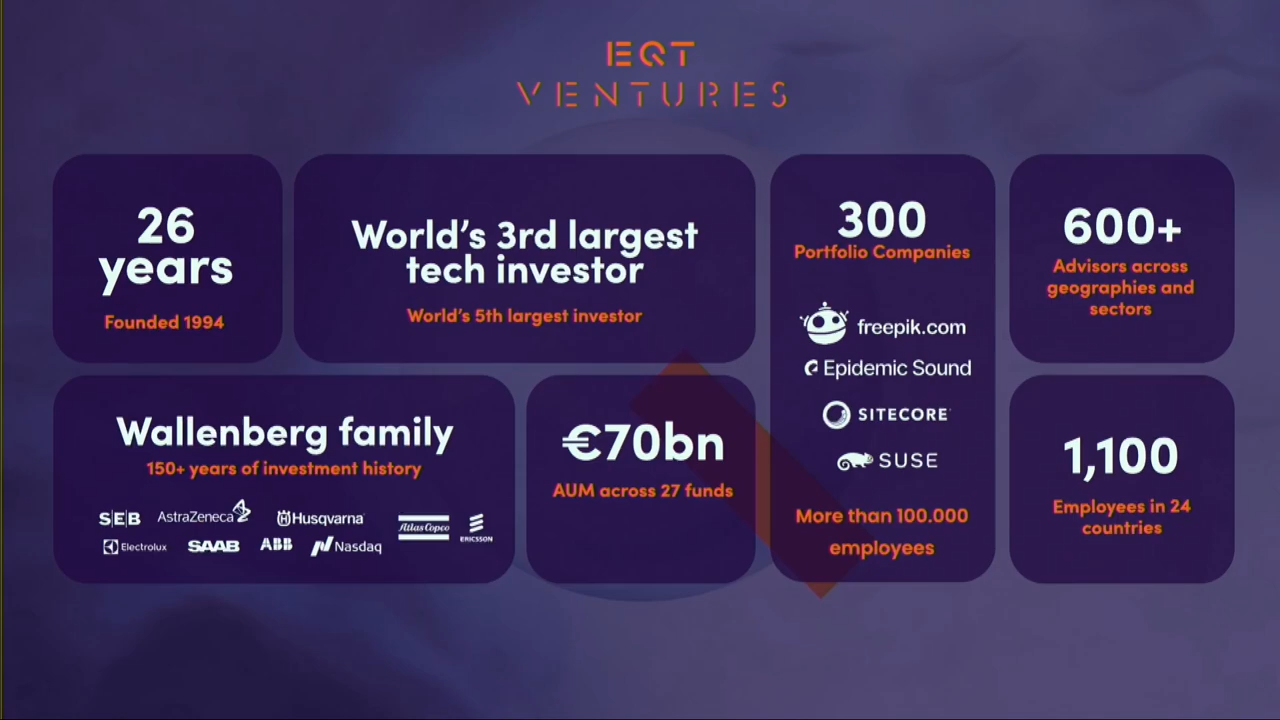 EQT
VENTURES
26
years
Founded 1994
World's 3rd largest
tech investor
World's 5th largest investor
300
Portfolio Companies
freepik.com
Epidemic Sound
SITECORE
SUSE
More than 100.000
employees
600+
Advisors across
geographies and
sectors
Wallenberg family
150+ years of investment history
SEB
AstraZeneca
Husqvarna
Atlas Copco
ERICSSON
Electrolux
SAAB
ABB
Nasdaq
€70bn
AUM across 27 funds
1,100
Employees in 24
countries